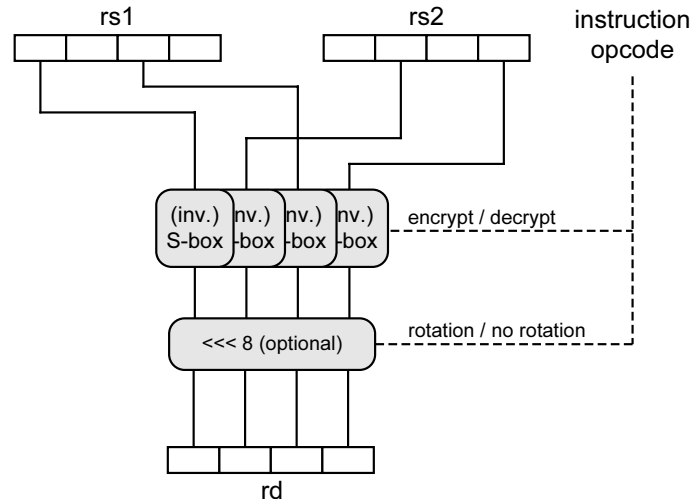 rs1
rs2
instruction
opcode
(inv.) nv.) nv.) nv.)
S-box -box -box -box
encrypt / decrypt
<<< 8 (optional)
rotation / no rotation
rd